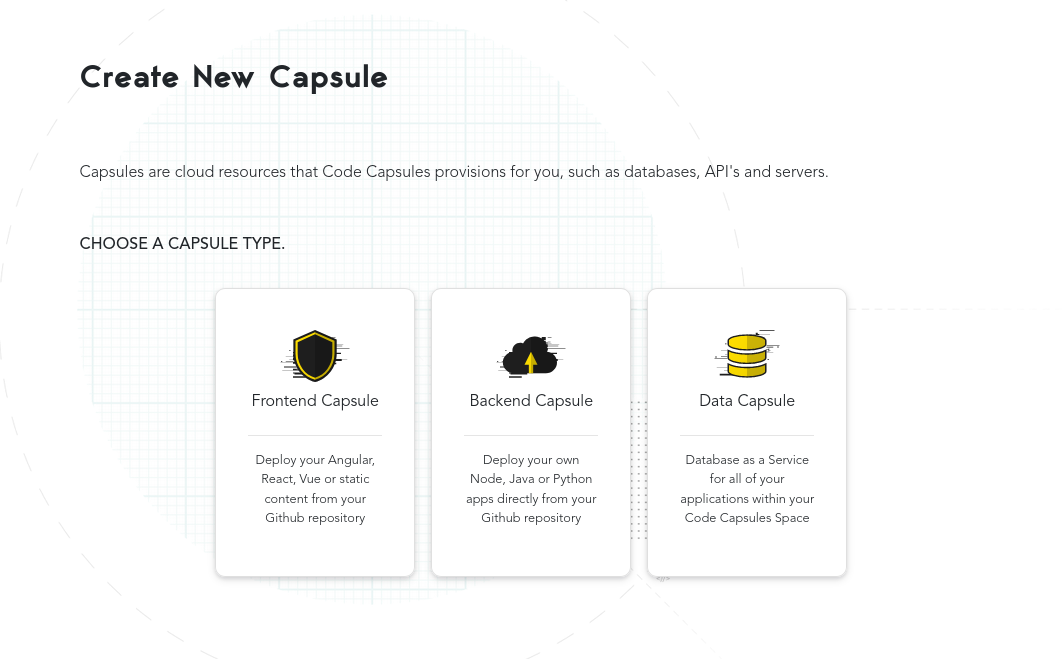 Create New Capsule
Capsules are cloud resources that Code Capsules provisions for you, such as databases, API's and servers.
CHOOSE A CAPSULE TYPE.
Frontend Capsule
Deploy your Angular,
React, Vue or static
content from your
Github repository
Backend Capsule
Deploy your own
Node, Java or Python
apps directly from your
Github repository
Data Capsule
Database as a Service
for all of your
applications within your
Code Capsules Space